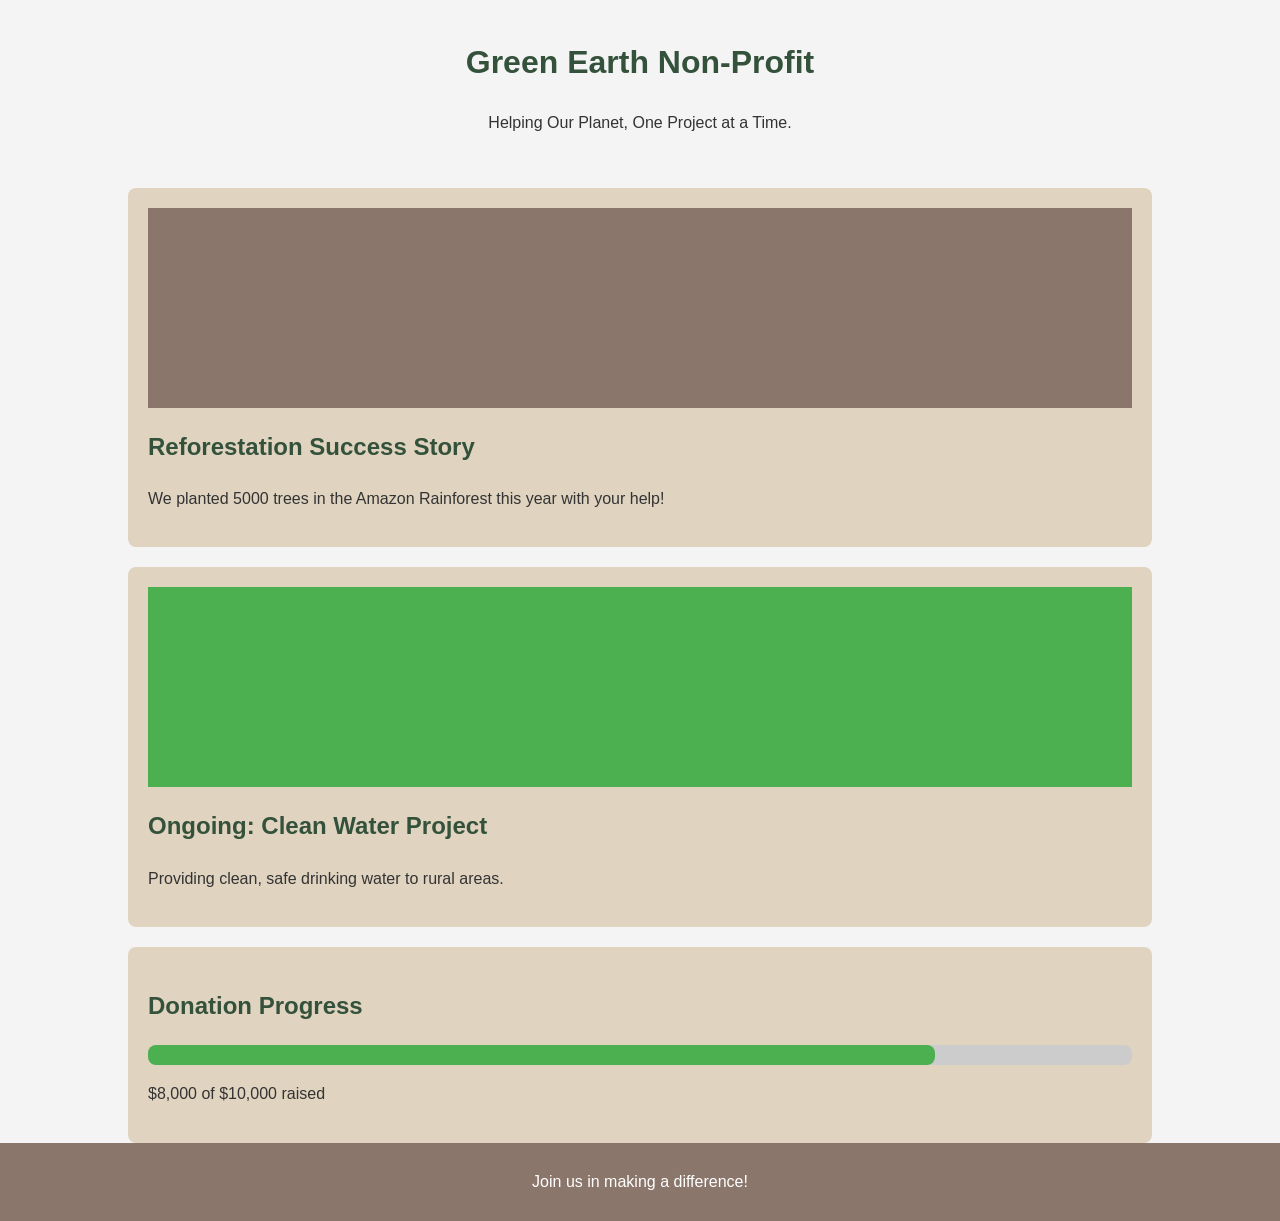 Green Earth Non-Profit
Helping Our Planet, One Project at a Time.
Reforestation Success Story
We planted 5000 trees in the Amazon Rainforest this year with your help!
Ongoing: Clean Water Project
Providing clean, safe drinking water to rural areas.
Donation Progress
$8,000 of $10,000 raised
Join us in making a difference!